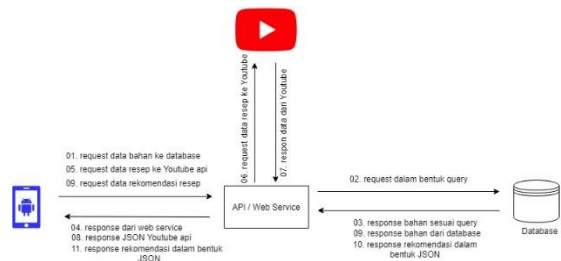 06. request data resep ke Youtube
07. respon data dari Youtube
01. request data bahan ke database
05. request data resep ke Youtube api
09. request data rekomendasi resep
02. request dalam bentuk query
API / Web Service
04. response dari web service
08. response JSON Youtube api
11. response rekomendasi dalam bentuk
JSON
03. response bahan sesuai query
09. response bahan dari database
10. response rekomendasi dalam
bentuk JSON
Database